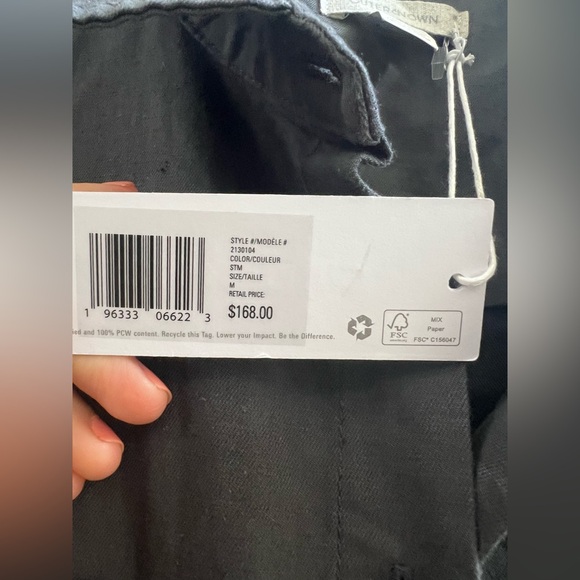 STYLE #/MODÈLE #
2130104
COLOR/COULEUR
STM
SIZE/TAILLE
M
RETAIL PRICE:
$168.00
1 96333 06622 3
and 100% PCW content. Recycle this Tag. Lower your Impact. Be the Difference.
FSC
MIX
Paper
FSC® C156047